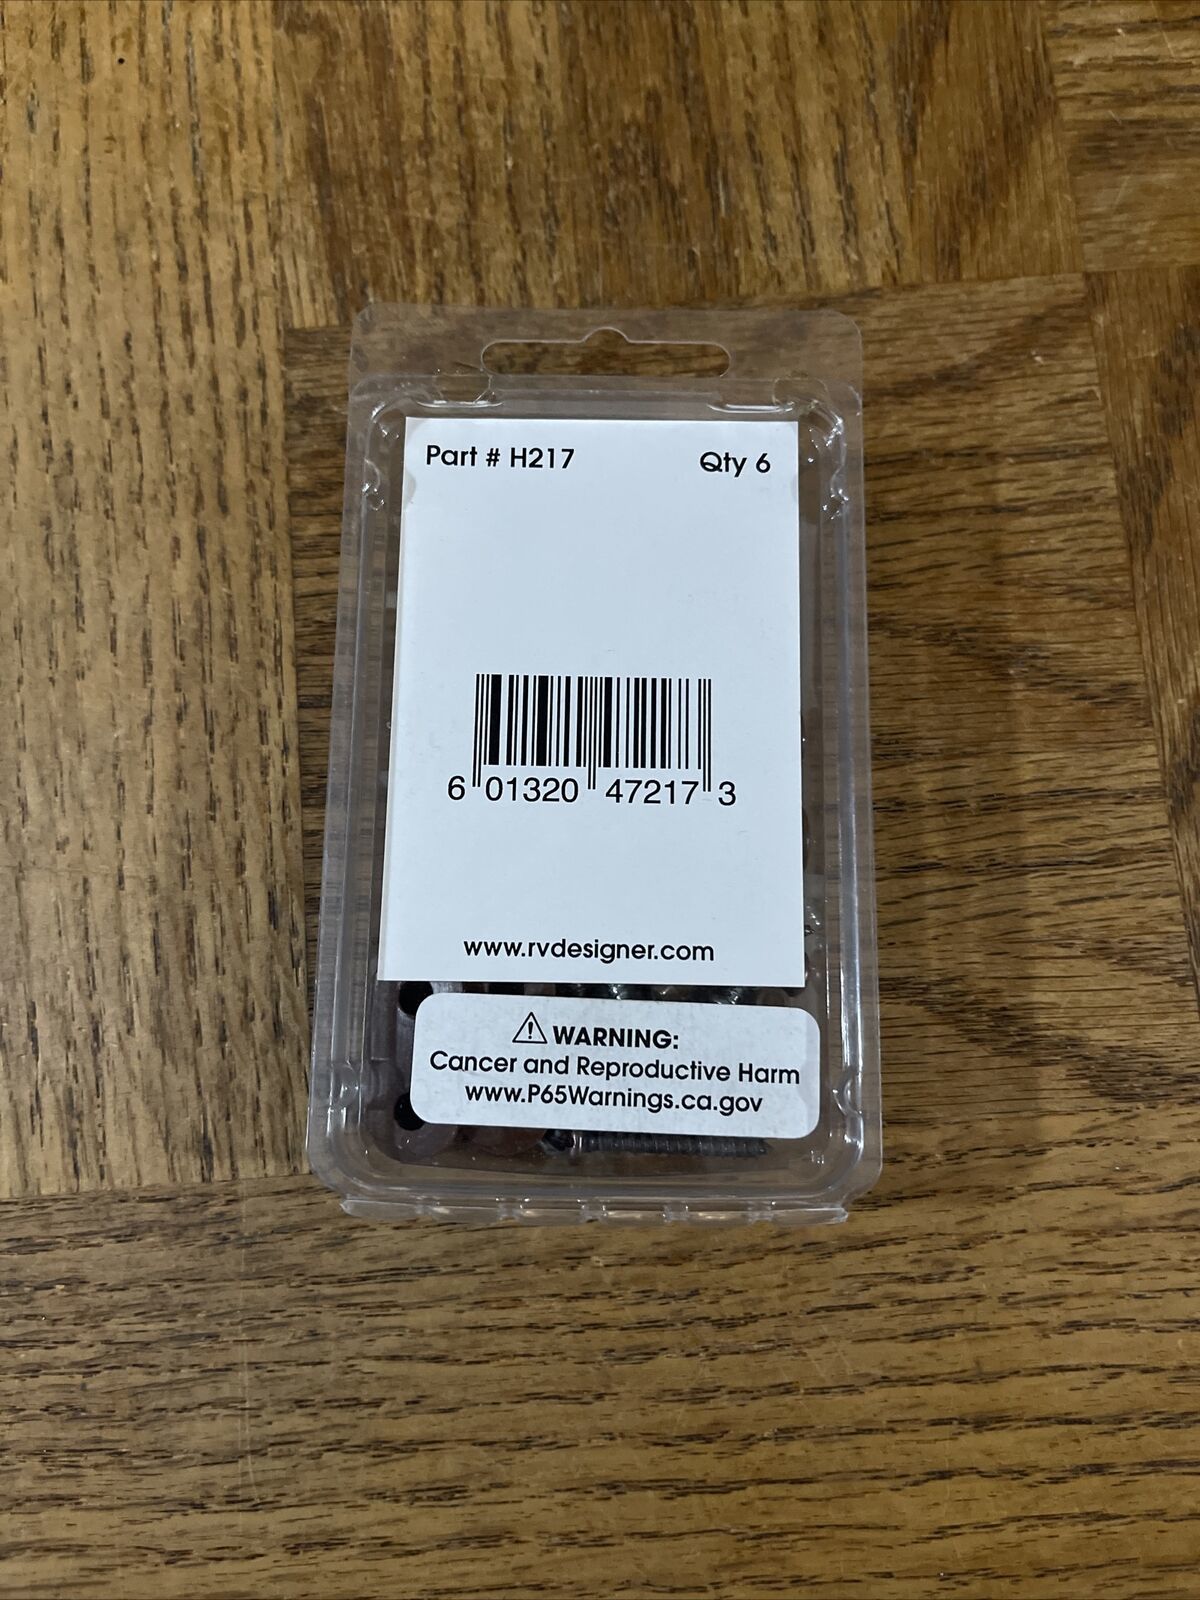 Part # H217 Qty 6
6 01320 47217 3
www.rvdesigner.com
WARNING:
Cancer and Reproductive Harm
www.P65Warnings.ca.gov